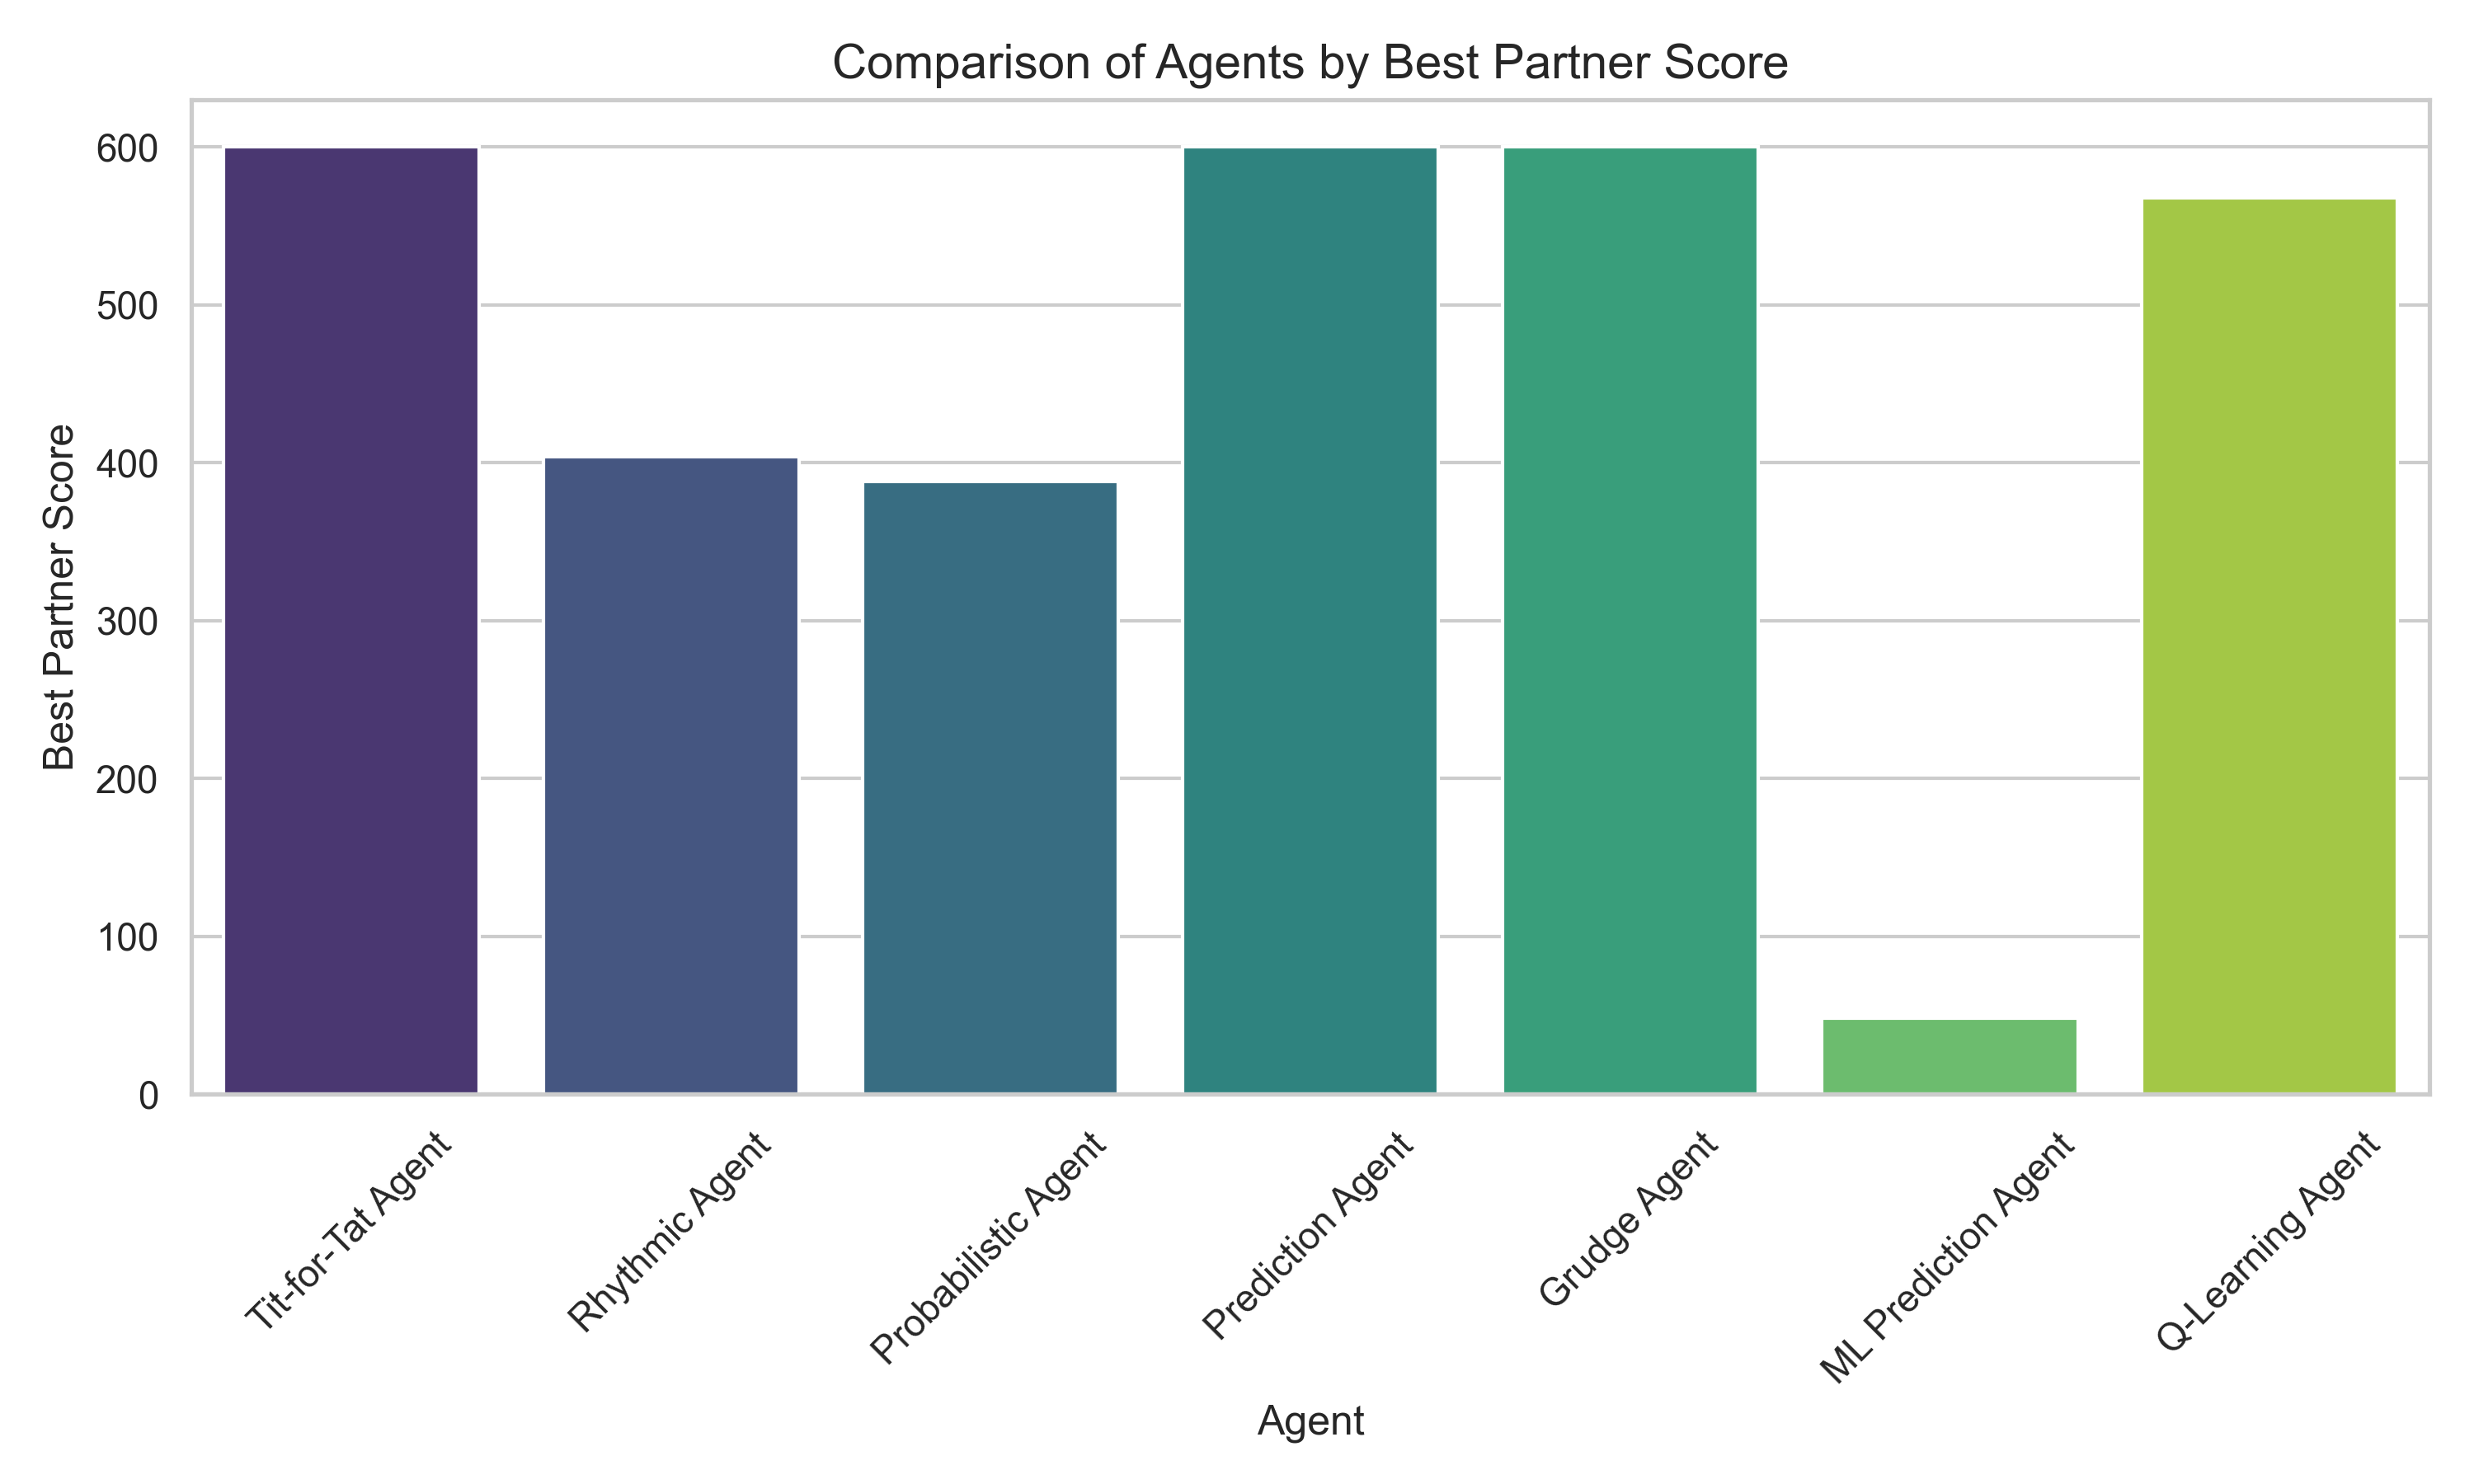 Comparison of Agents by Best Partner Score
Best Partner Score
600
500
400
300
200
100
0
Tit-for-Tat Agent
Rhythmic Agent
Probabilistic Agent
Prediction Agent
Grudge Agent
ML Prediction Agent
Q-Learning Agent
Agent